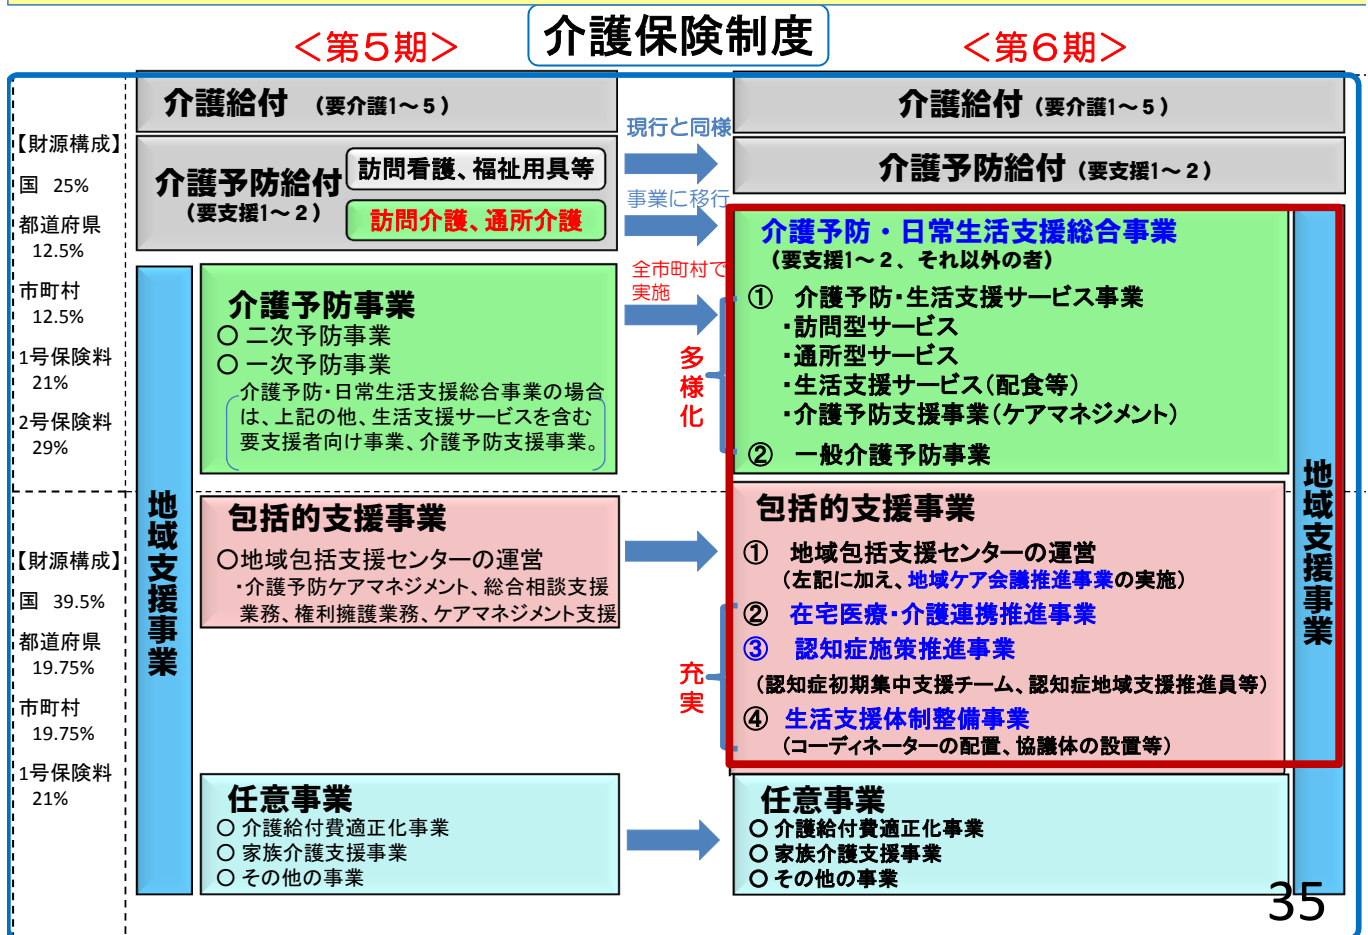 介護保険制度
＜第５期＞
＜第６期＞
【財源構成】
国 25%
都道府県
12.5%
市町村
12.5%
1号保険料
21%
2号保険料
29%
【財源構成】
国 39.5%
都道府県
19.75%
市町村
19.75%
1号保険料
21%
介護給付 （要介護1～５）
介護予防給付
（要支援1～２）
訪問看護、福祉用具等
訪問介護、通所介護
地域支援事業
介護予防事業
○ 二次予防事業
○ 一次予防事業
介護予防・日常生活支援総合事業の場合
は、上記の他、生活支援サービスを含む
要支援者向け事業、介護予防支援事業。
包括的支援事業
○地域包括支援センターの運営
・介護予防ケアマネジメント、総合相談支援
業務、権利擁護業務、ケアマネジメント支援
任意事業
○ 介護給付費適正化事業
○ 家族介護支援事業
○ その他の事業
現行と同様
事業に移行
全市町村で
実施
多様化
充実
介護給付 （要介護1～５）
介護予防給付（要支援1～２）
介護予防・日常生活支援総合事業
（要支援1～２、それ以外の者）
① 介護予防・生活支援サービス事業
・訪問型サービス
・通所型サービス
・生活支援サービス（配食等）
・介護予防支援事業（ケアマネジメント）
② 一般介護予防事業
包括的支援事業
① 地域包括支援センターの運営
（左記に加え、地域ケア会議推進事業の実施）
② 在宅医療・介護連携推進事業
③ 認知症施策推進事業
（認知症初期集中支援チーム、認知症地域支援推進員等）
④ 生活支援体制整備事業
（コーディネーターの配置、協議体の設置等）
任意事業
○ 介護給付費適正化事業
○ 家族介護支援事業
○ その他の事業
地域支援事業
35